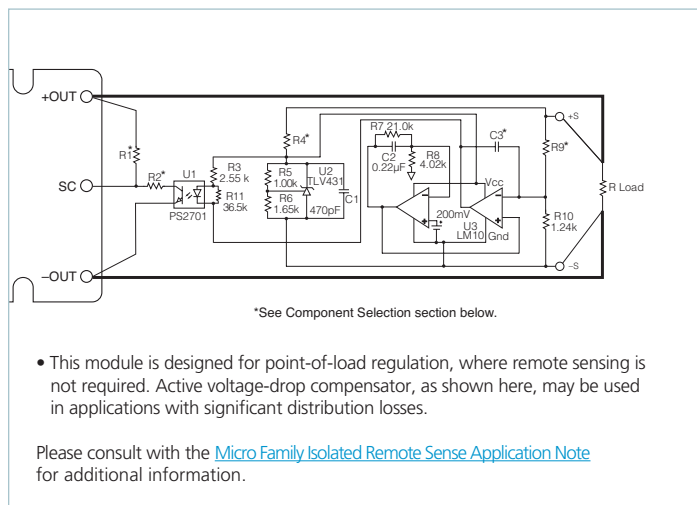 +OUT
SC
–OUT
R1*
R2*
U1
PS2701
R3
2.55 k
R11
36.5k
R4*
R5
1.00k
R6
1.65k
U2
TLV431
470pF
C1
R7 21.0k
C2
0.22µF
R8
4.02k
Vcc
200mV
U3
LM10
Gnd
C3*
R9*
R10
1.24k
+S
–S
R Load
*See Component Selection section below.
• This module is designed for point-of-load regulation, where remote sensing is
not required. Active voltage-drop compensator, as shown here, may be used
in applications with significant distribution losses.
Please consult with the Micro Family Isolated Remote Sense Application Note
for additional information.